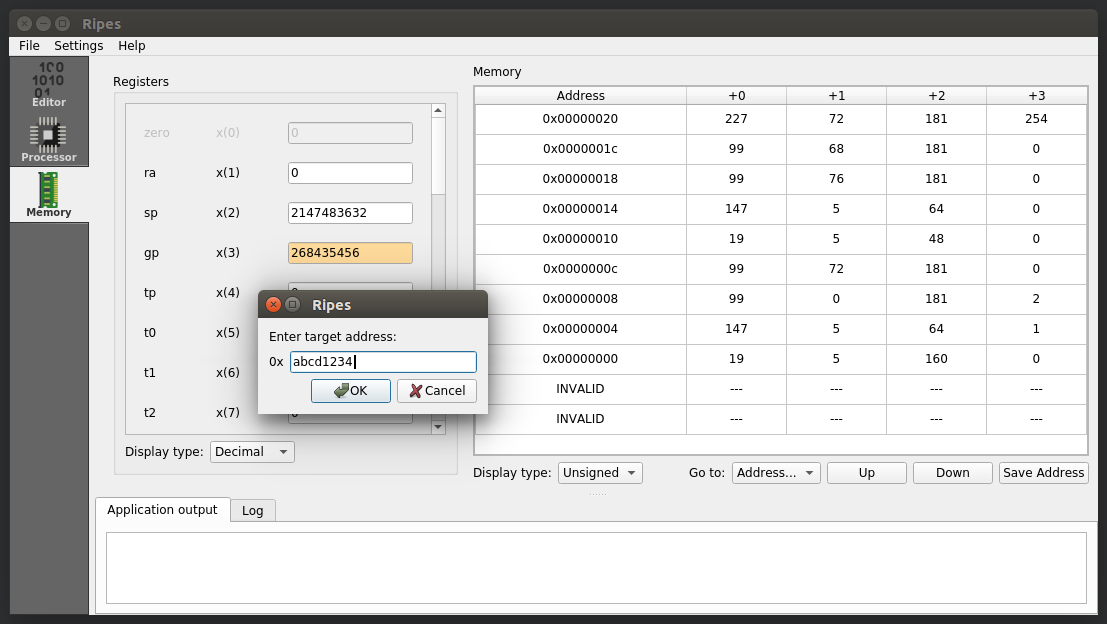 Ripes
File Settings Help
Editor
Processor
Memory
Registers
zero x(0) 0
ra x(1) 0
sp x(2) 2147483632
gp x(3) 268435456
tp x(4)
t0 x(5)
t1 x(6)
t2 x(7)
Display type: Decimal
Memory
Address +0 +1 +2 +3
0x00000020 227 72 181 254
0x0000001c 99 68 181 0
0x00000018 99 76 181 0
0x00000014 147 5 64 0
0x00000010 19 5 48 0
0x0000000c 99 72 181 0
0x00000008 99 0 181 2
0x00000004 147 5 64 1
0x00000000 19 5 160 0
INVALID --- --- --- ---
INVALID --- --- --- ---
Display type: Unsigned Go to: Address... Up Down Save Address
Ripes
Enter target address:
0x abcd1234
OK Cancel
Application output Log